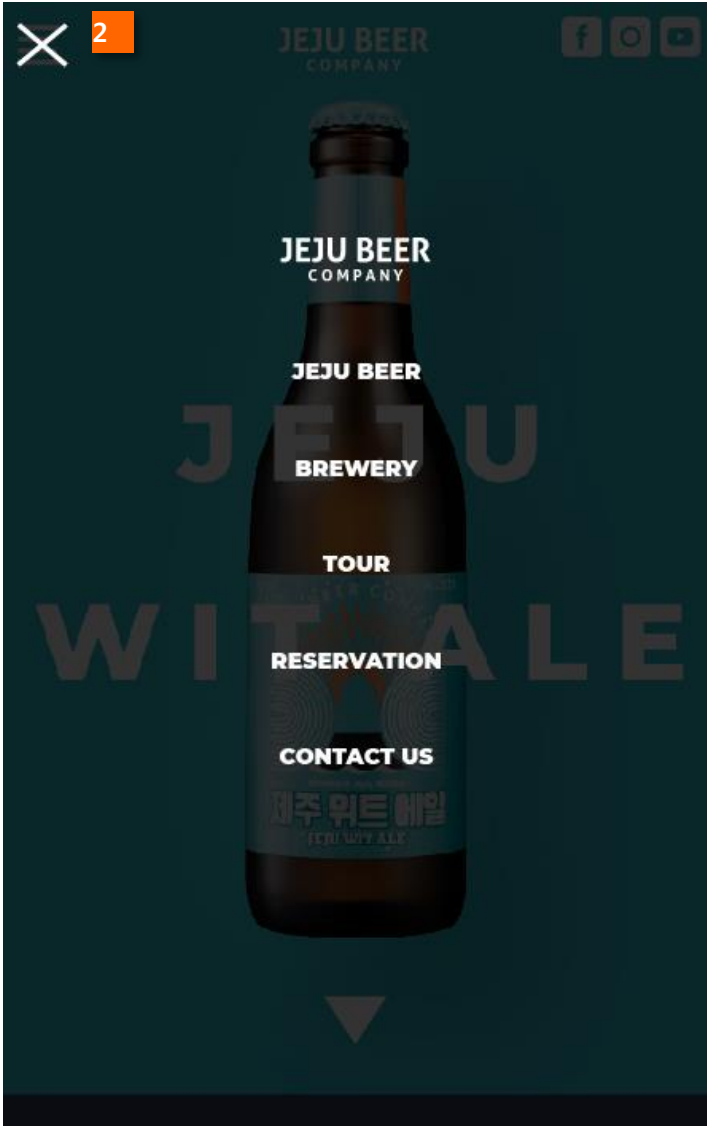 2
JEJU BEER
COMPANY
JEJU BEER
COMPANY
JEJU BEER
JEJU
BREWERY
TOUR
WIT ALE
RESERVATION
CONTACT US
제주 위트 에일
JEJU WIT ALE